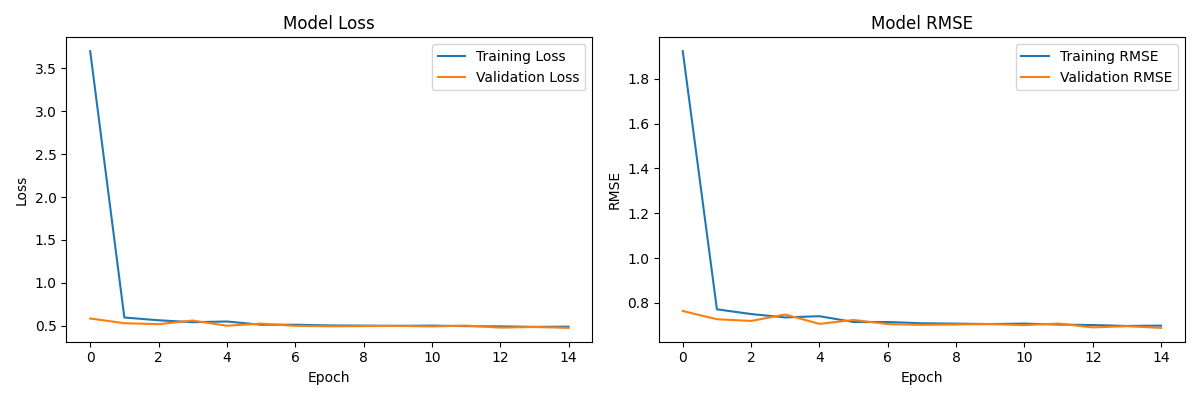 Model Loss
Training Loss
Validation Loss
3.5
3.0
2.5
2.0
1.5
1.0
0.5
Loss
0 2 4 6 8 10 12 14
Epoch
Model RMSE
Training RMSE
Validation RMSE
1.8
1.6
1.4
1.2
1.0
0.8
RMSE
0 2 4 6 8 10 12 14
Epoch